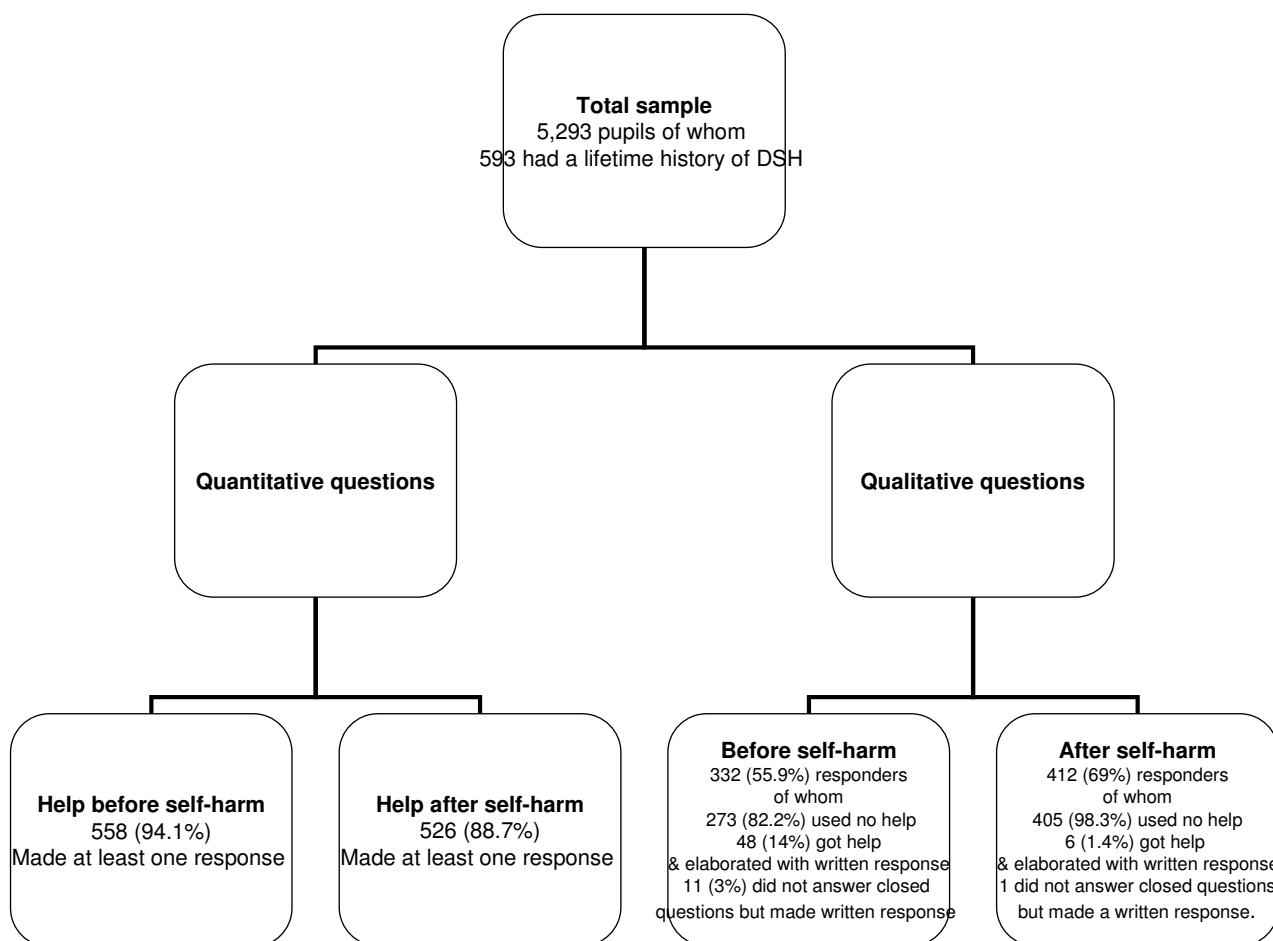 Total sample
5,293 pupils of whom
593 had a lifetime history of DSH
Quantitative questions
Qualitative questions
Help before self-harm
558 (94.1%)
Made at least one response
Help after self-harm
526 (88.7%)
Made at least one response
Before self-harm
332 (55.9%) responders
of whom
273 (82.2%) used no help
48 (14%) got help
& elaborated with written response
11 (3%) did not answer closed
questions but made written response
After self-harm
412 (69%) responders
of whom
405 (98.3%) used no help
6 (1.4%) got help
& elaborated with written response
1 did not answer closed questions
but made a written response.